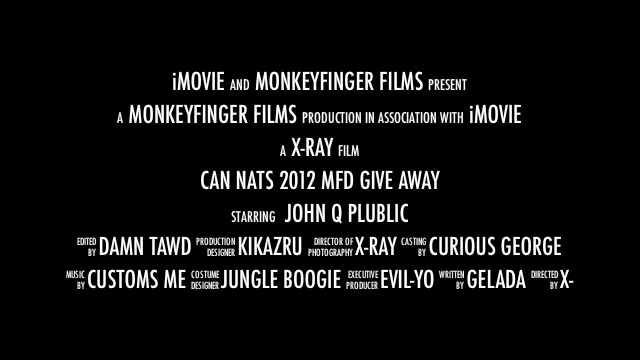 iMOVIE AND MONKEYFINGER FILMS PRESENT
A MONKEYFINGER FILMS PRODUCTION IN ASSOCIATION WITH iMOVIE
A X-RAY FILM
CAN NATS 2012 MFD GIVE AWAY
STARRING JOHN Q PLUBLIC
EDITED BY DAMN TAWD PRODUCTION DESIGNER KIKAZRU DIRECTOR OF PHOTOGRAPHY X-RAY CASTING BY CURIOUS GEORGE
MUSIC BY CUSTOMS ME COSTUME DESIGNER JUNGLE BOOGIE EXECUTIVE PRODUCER EVIL-YO WRITTEN BY GELADA DIRECTED BY X-